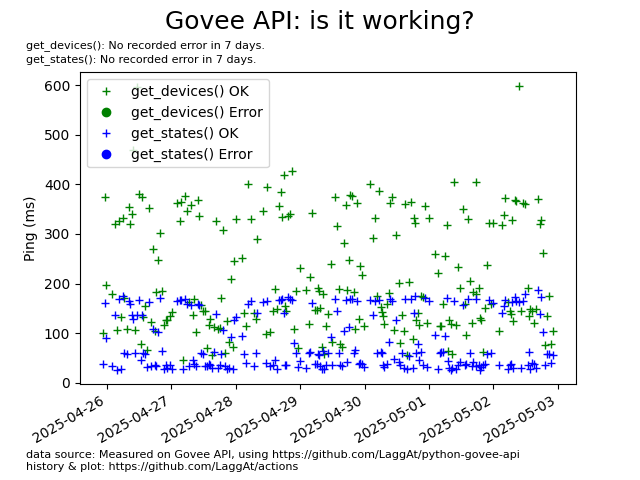 Govee API: is it working?
get_devices(): No recorded error in 7 days.
get_states(): No recorded error in 7 days.
get_devices() OK
get_devices() Error
get_states() OK
get_states() Error
Ping (ms)
600
500
400
300
200
100
0
2025-04-26
2025-04-27
2025-04-28
2025-04-29
2025-04-30
2025-05-01
2025-05-02
2025-05-03
data source: Measured on Govee API, using https://github.com/LaggAt/python-govee-api
history & plot: https://github.com/LaggAt/actions